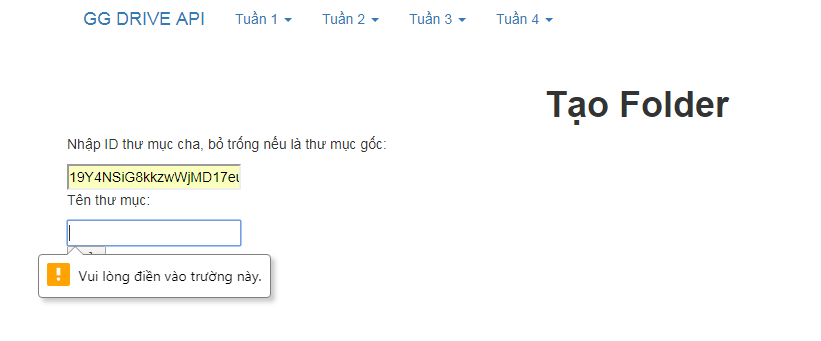 GG DRIVE API Tuần 1 Tuần 2 Tuần 3 Tuần 4
Tạo Folder
Nhập ID thư mục cha, bỏ trống nếu là thư mục gốc:
19Y4NSiG8kkzwWjMD17eu
Tên thư mục:
Vui lòng điền vào trường này.